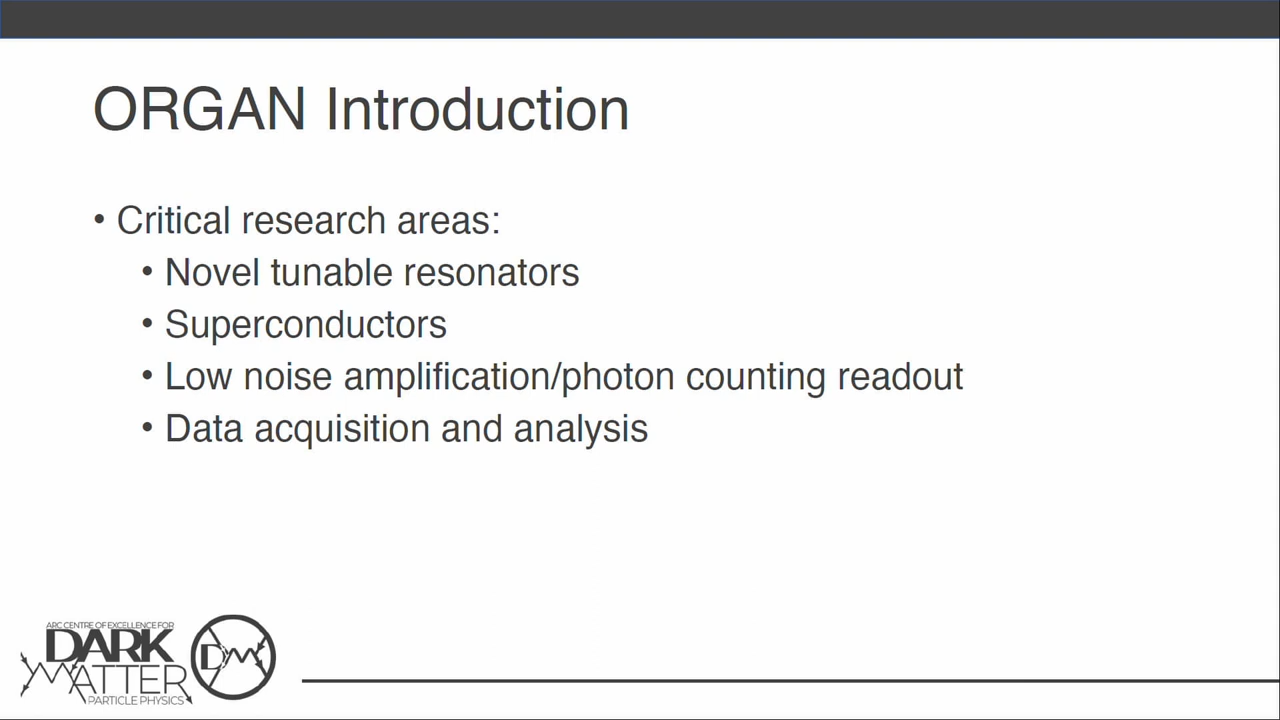 ORGAN Introduction
• Critical research areas:
• Novel tunable resonators
• Superconductors
• Low noise amplification/photon counting readout
• Data acquisition and analysis
ARC CENTRE OF EXCELLENCE FOR
DARK
MATTER
PARTICLE PHYSICS
DM